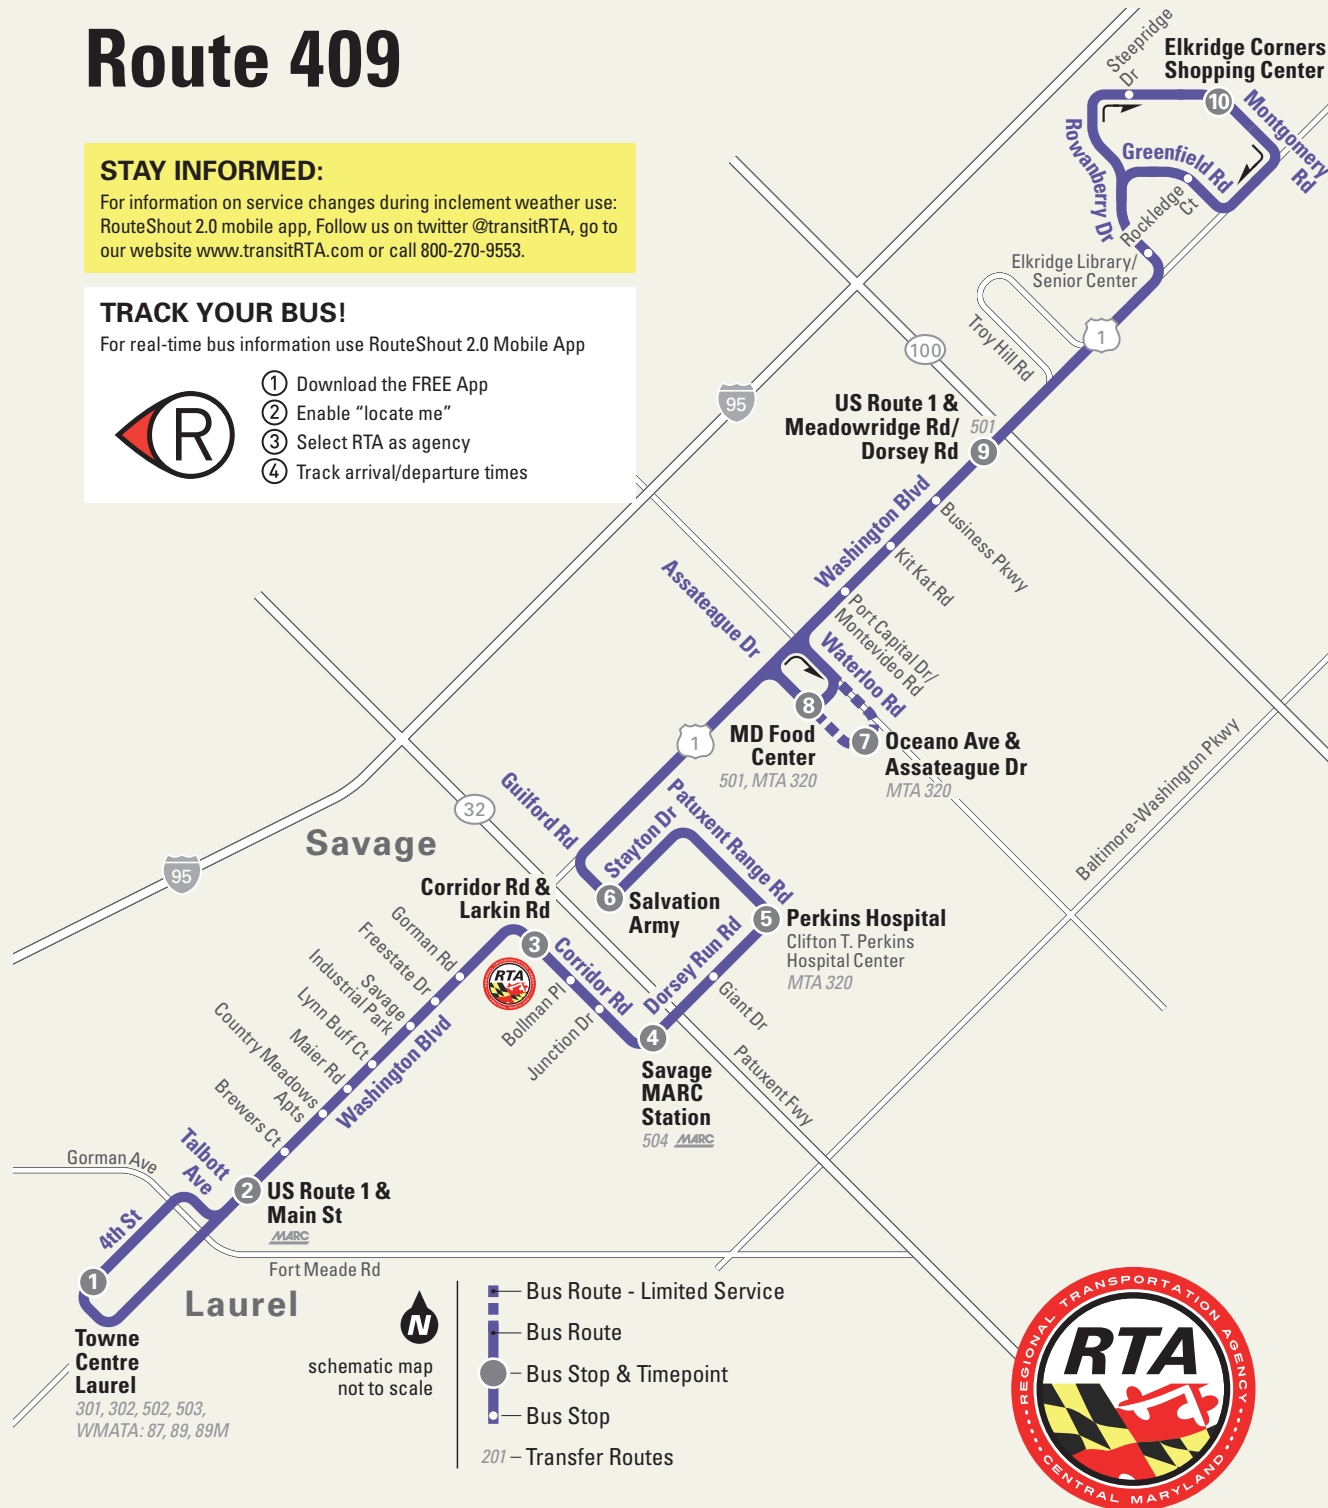 Route 409
STAY INFORMED:
For information on service changes during inclement weather use:
RouteShout 2.0 mobile app, Follow us on twitter @transitRTA, go to
our website www.transitRTA.com or call 800-270-9553.
TRACK YOUR BUS!
For real-time bus information use RouteShout 2.0 Mobile App
R
1 Download the FREE App
2 Enable “locate me”
3 Select RTA as agency
4 Track arrival/departure times
Steepridge
Dr
Elkridge Corners
Shopping Center
10
Montgomery
Rd
Rowanberry Dr
Greenfield Rd
Rockledge
Ct
Elkridge Library/
Senior Center
Troy Hill Rd
1
100
95
US Route 1 &
Meadowridge Rd/
Dorsey Rd
501
9
Washington Blvd
Business Pkwy
Kit Kat Rd
Port Capital Dr/
Montevideo Rd
Assateague Dr
Waterloo Rd
8
MD Food
Center
501, MTA 320
7
Oceano Ave &
Assateague Dr
MTA 320
1
Baltimore-Washington Pkwy
Guilford Rd
Stayton Dr
Patuxent Range Rd
32
Savage
95
6
Salvation
Army
5
Perkins Hospital
Clifton T. Perkins
Hospital Center
MTA 320
Corridor Rd &
Larkin Rd
3
RTA
Corridor Rd
Dorsey Run Rd
Giant Dr
Bollman Pl
Junction Dr
4
Savage
MARC
Station
504 MARC
Patuxent Fwy
Gorman Rd
Freestate Dr
Savage
Industrial Park
Lynn Buff Ct
Maier Rd
Country Meadows
Apts
Brewers Ct
Washington Blvd
Talbott
Ave
Gorman Ave
2
US Route 1 &
Main St
MARC
4th St
Fort Meade Rd
1
Laurel
Towne
Centre
Laurel
301, 302, 502, 503,
WMATA: 87, 89, 89M
N
schematic map
not to scale
Bus Route - Limited Service
Bus Route
Bus Stop & Timepoint
Bus Stop
201 – Transfer Routes
REGIONAL TRANSPORTATION AGENCY
RTA
CENTRAL MARYLAND